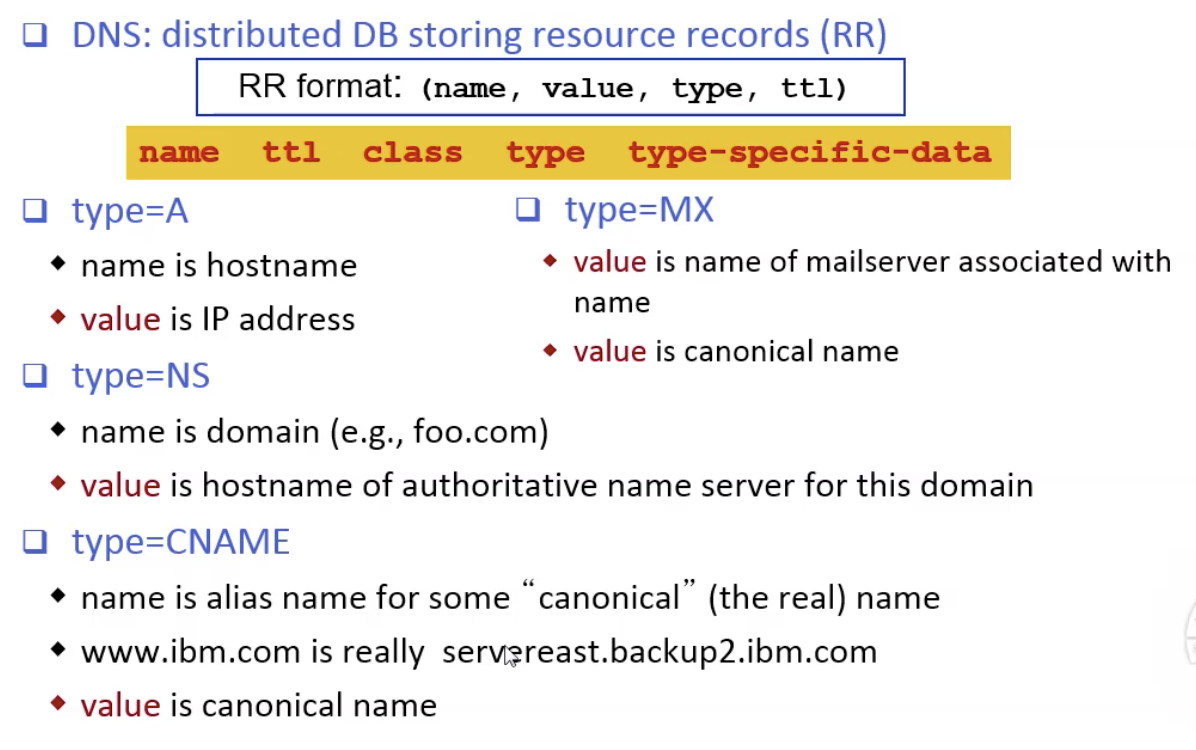 DNS: distributed DB storing resource records (RR)
RR format: (name, value, type, ttl)
name ttl class type type-specific-data
type=A
name is hostname
value is IP address
type=MX
value is name of mailserver associated with
name
value is canonical name
type=NS
name is domain (e.g., foo.com)
value is hostname of authoritative name server for this domain
type=CNAME
name is alias name for some “canonical” (the real) name
www.ibm.com is really servereast.backup2.ibm.com
value is canonical name